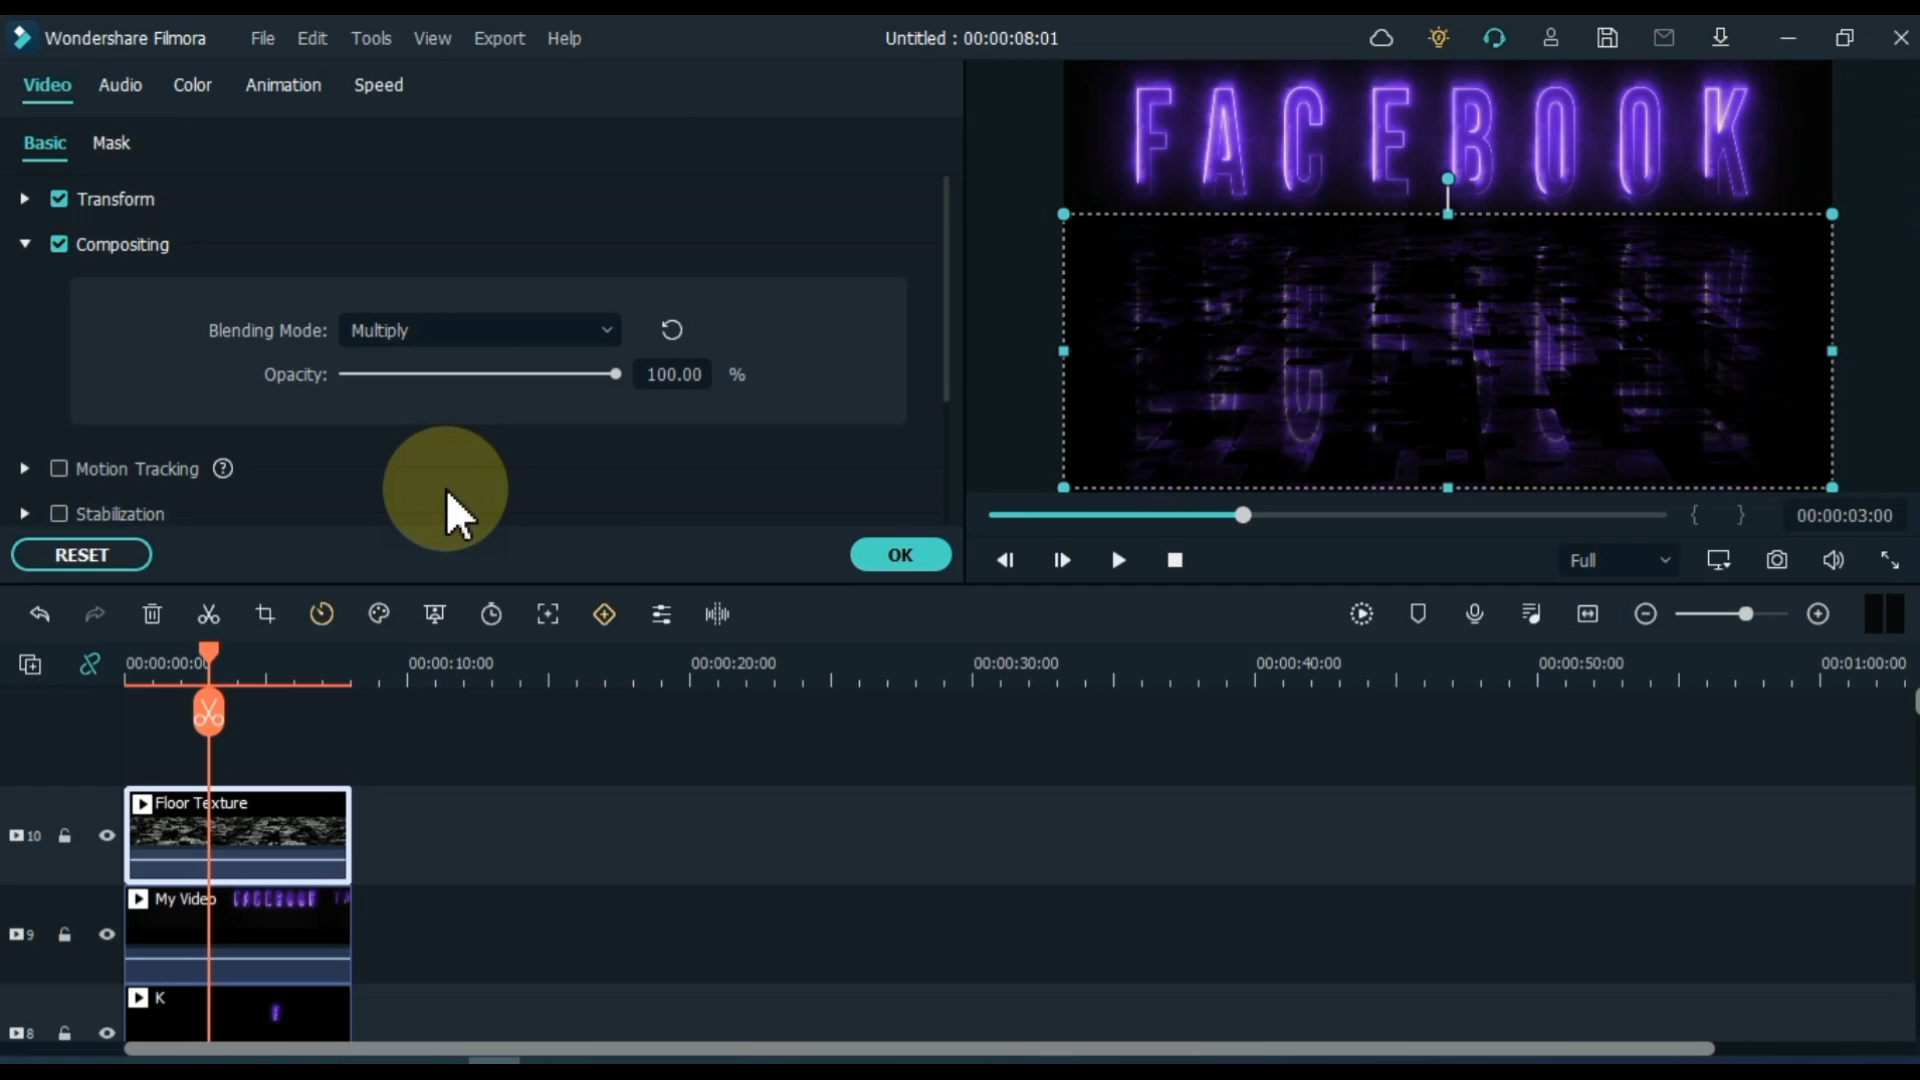 Wondershare Filmora File Edit Tools View Export Help Untitled : 00:00:08:01
Video Audio Color Animation Speed
Basic Mask
Transform
Compositing
Blending Mode: Multiply
Opacity: 100.00 %
Motion Tracking ?
Stabilization
RESET OK
FACEBOOK
{ } 00:00:03:00
Full
00:00:00:0 00:00:10:00 00:00:20:00 00:00:30:00 00:00:40:00 00:00:50:00 00:01:00:00
Floor Texture
10
My Video FACEBOOK
9
K
8